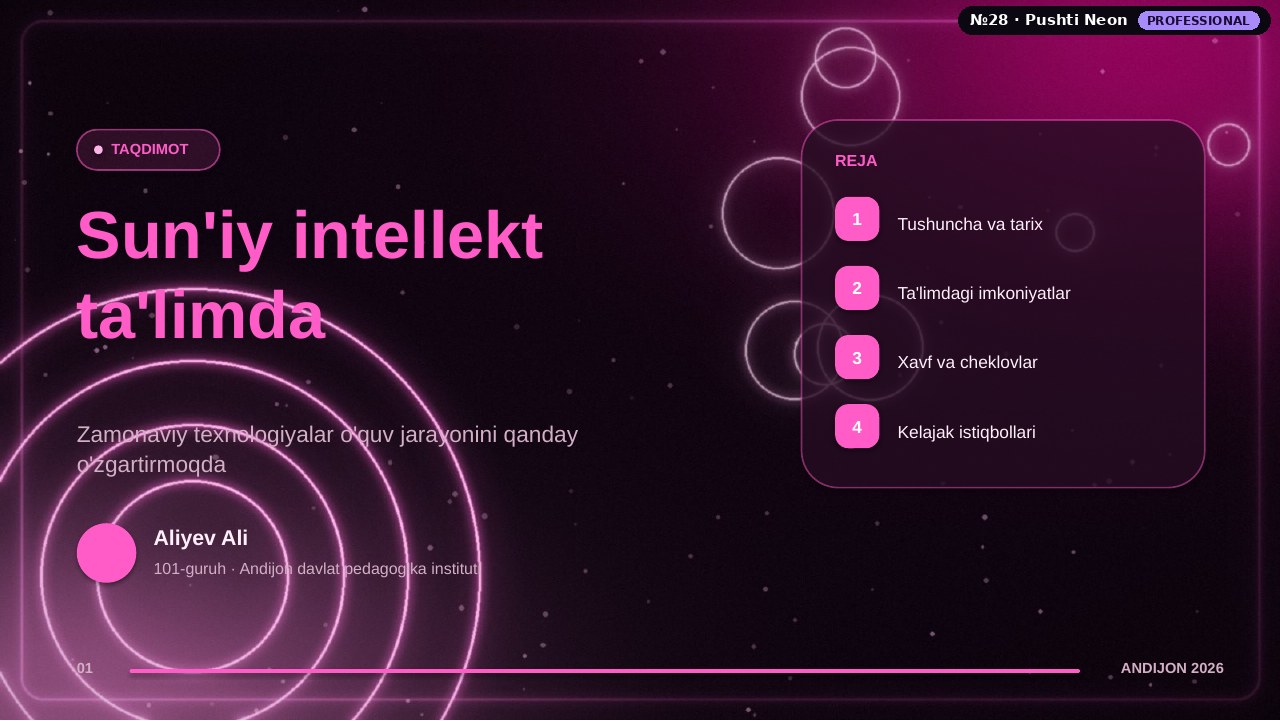 №28 · Pushti Neon PROFESSIONAL
TAQDIMOT
Sun'iy intellekt
ta'limda
Zamonaviy texnologiyalar o'quv jarayonini qanday
o'zgartirmoqda
Aliyev Ali
101-guruh · Andijon davlat pedagogika instituti
REJA
1 Tushuncha va tarix
2 Ta'limdagi imkoniyatlar
3 Xavf va cheklovlar
4 Kelajak istiqbollari
01
ANDIJON 2026